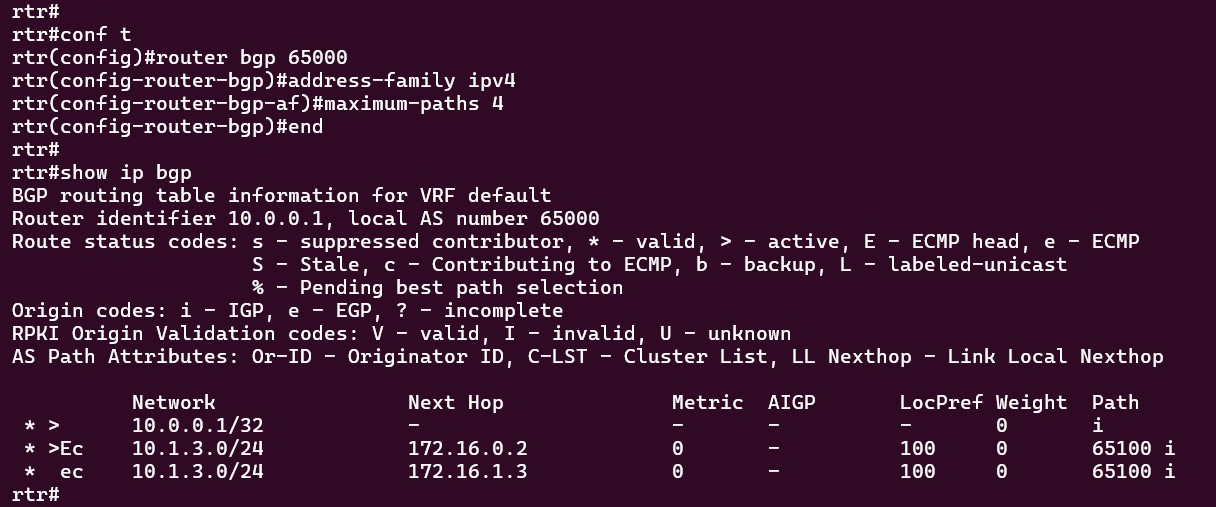 rtr#
rtr#conf t
rtr(config)#router bgp 65000
rtr(config-router-bgp)#address-family ipv4
rtr(config-router-bgp-af)#maximum-paths 4
rtr(config-router-bgp)#end
rtr#
rtr#show ip bgp
BGP routing table information for VRF default
Router identifier 10.0.0.1, local AS number 65000
Route status codes: s - suppressed contributor, * - valid, > - active, E - ECMP head, e - ECMP
                    S - Stale, c - Contributing to ECMP, b - backup, L - labeled-unicast
                    % - Pending best path selection
Origin codes: i - IGP, e - EGP, ? - incomplete
RPKI Origin Validation codes: V - valid, I - invalid, U - unknown
AS Path Attributes: Or-ID - Originator ID, C-LST - Cluster List, LL Nexthop - Link Local Nexthop

          Network                Next Hop              Metric  AIGP       LocPref Weight  Path
 * >      10.0.0.1/32            -                     -       -          -       0       i
 * >Ec    10.1.3.0/24            172.16.0.2            0       -          100     0       65100 i
 *  ec    10.1.3.0/24            172.16.1.3            0       -          100     0       65100 i
rtr#